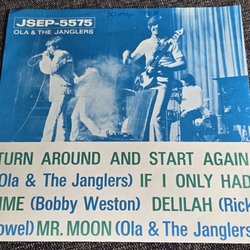 JSEP-5575
OLA & THE JANGLERS
TURN AROUND AND START AGAIN
(Ola & The Janglers) IF I ONLY HAD
TIME (Bobby Weston) DELILAH (Rick
owel) MR. MOON (Ola & The Janglers